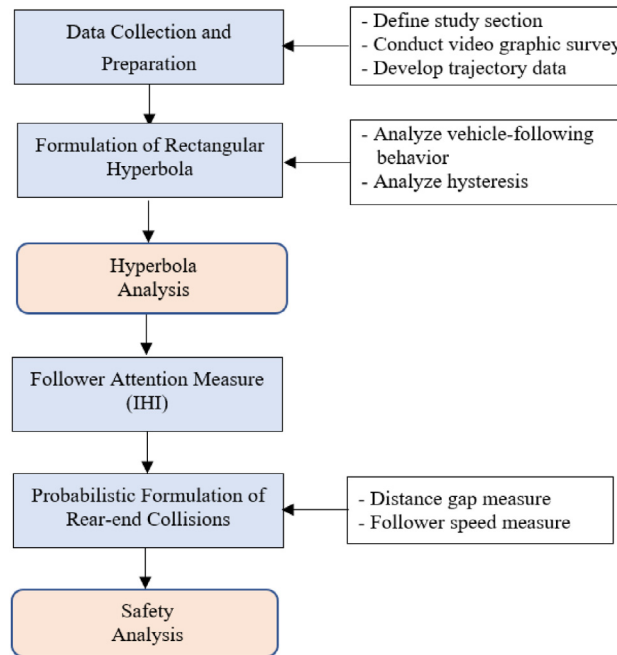 Data Collection and
Preparation
- Define study section
- Conduct video graphic survey
- Develop trajectory data
Formulation of Rectangular
Hyperbola
- Analyze vehicle-following
behavior
- Analyze hysteresis
Hyperbola
Analysis
Follower Attention Measure
(IHI)
Probabilistic Formulation of
Rear-end Collisions
- Distance gap measure
- Follower speed measure
Safety
Analysis